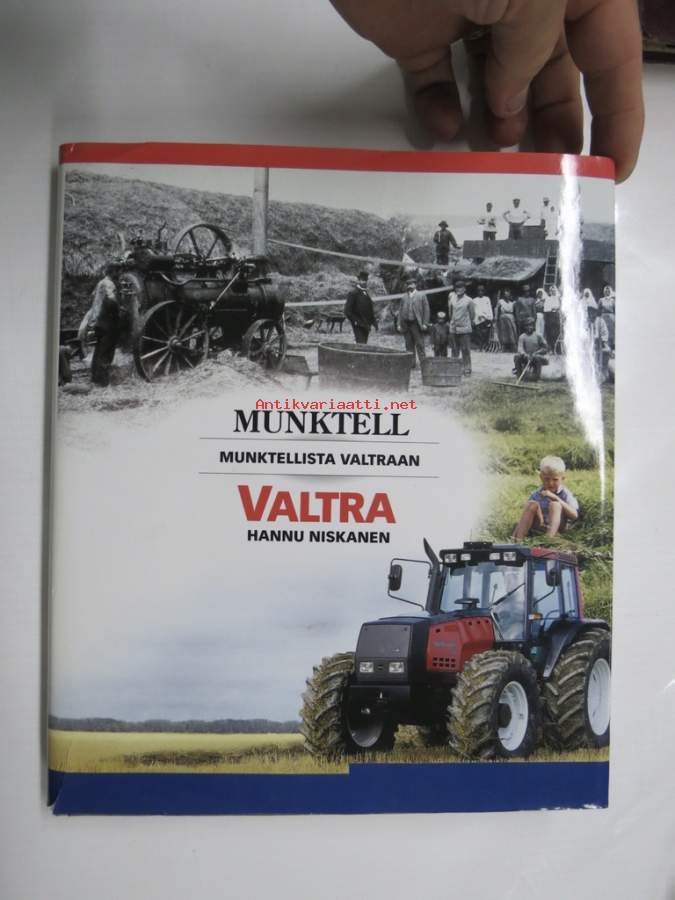 MUNKTELL
Antikvariaatti.net
MUNKTELLISTA VALTRAAN
VALTRA
HANNU NISKANEN